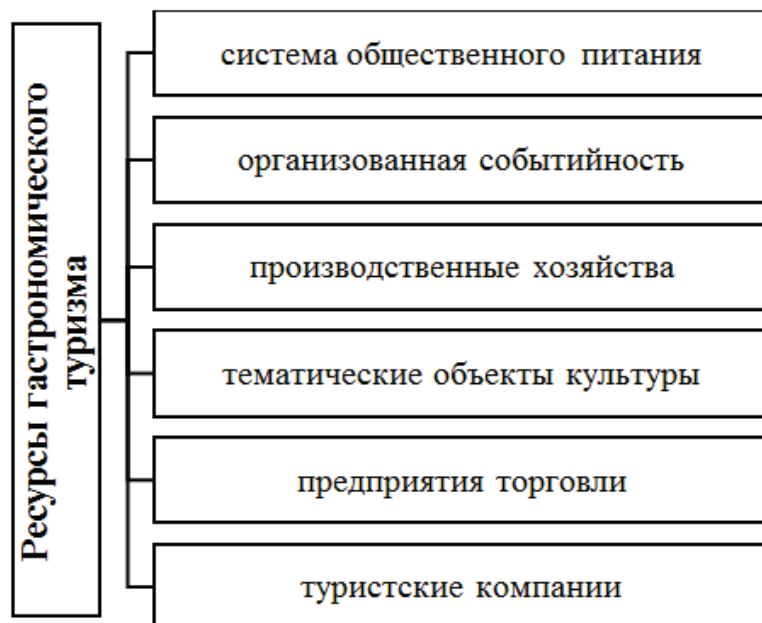 Ресурсы гастрономического
туризма
система общественного питания
организованная событийность
производственные хозяйства
тематические объекты культуры
предприятия торговли
туристские компании